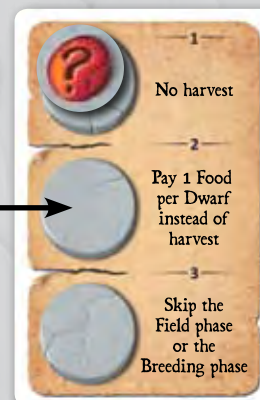 1
?
No harvest
2
Pay 1 Food
per Dwarf
instead of
harvest
3
Skip the
Field phase
or the
Breeding phase